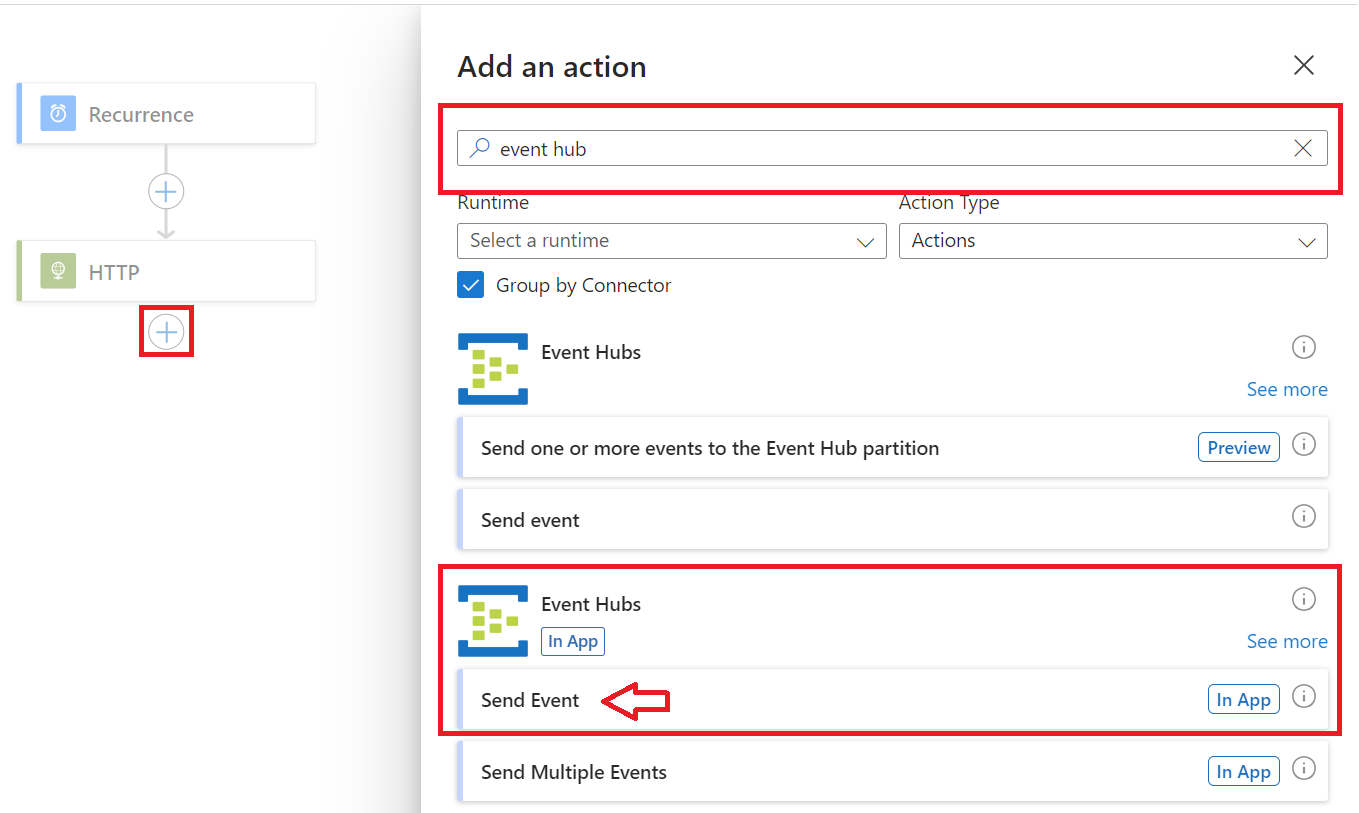 Recurrence
HTTP
Add an action
event hub
Runtime
Action Type
Select a runtime
Actions
Group by Connector
Event Hubs
See more
Send one or more events to the Event Hub partition
Preview
Send event
Event Hubs
In App
See more
Send Event
In App
Send Multiple Events
In App